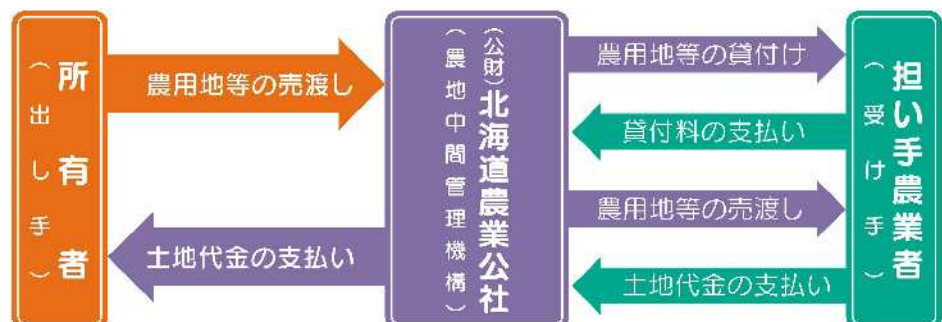 所有者
（出し手）
農用地等の売渡し
土地代金の支払い
（公財）北海道農業公社
（農地中間管理機構）
農用地等の貸付け
貸付料の支払い
農用地等の売渡し
土地代金の支払い
担い手農業者
（受け手）